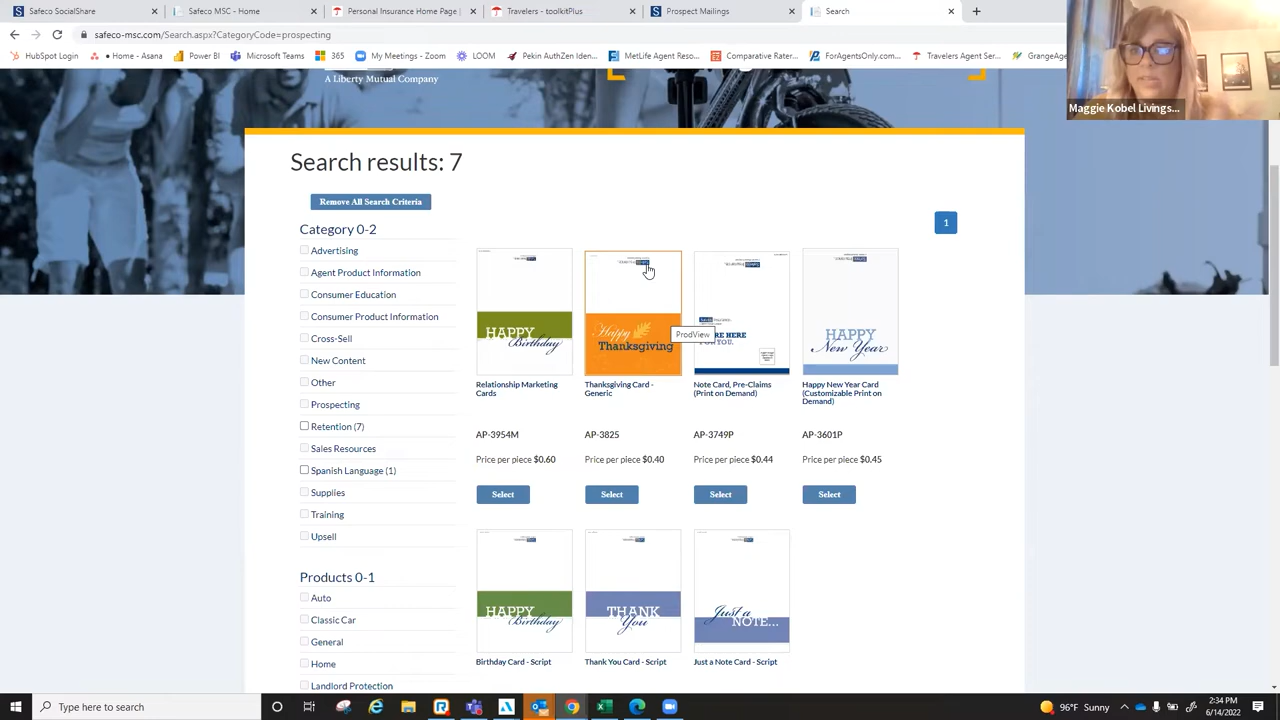 Safeco SocialShare
Safeco MSC - Home
Personal Insurance Home Page
Travelers - toolkitPlus
Prospect Mailings
Search
safeco-msc.com/Search.aspx?CategoryCode=prospecting
HubSpot Login
• Home - Asana
Power BI
Microsoft Teams
365
My Meetings - Zoom
LOOM
Pekin AuthZen Iden...
MetLife Agent Reso...
Comparative Rater...
ForAgentsOnly.com...
Travelers Agent Serv...
GrangeAge
A Liberty Mutual Company
Maggie Kobel Livings...
Search results: 7
Remove All Search Criteria
1
Category 0-2
Advertising
Agent Product Information
Consumer Education
Consumer Product Information
Cross-Sell
New Content
Other
Prospecting
Retention (7)
Sales Resources
Spanish Language (1)
Supplies
Training
Upsell
Products 0-1
Auto
Classic Car
General
Home
Landlord Protection
HAPPY
Birthday
Relationship Marketing
Cards
AP-3954M
Price per piece $0.60
Select
Happy
Thanksgiving
ProdView
Thanksgiving Card -
Generic
AP-3825
Price per piece $0.40
Select
RE HERE
FOR YOU.
Note Card, Pre-Claims
(Print on Demand)
AP-3749P
Price per piece $0.44
Select
HAPPY
New Year
Happy New Year Card
(Customizable Print on
Demand)
AP-3601P
Price per piece $0.45
Select
HAPPY
Birthday
Birthday Card - Script
THANK
You
Thank You Card - Script
Just a
NOTE...
Just a Note Card - Script
Type here to search
96°F Sunny
2:34 PM
6/14/2022